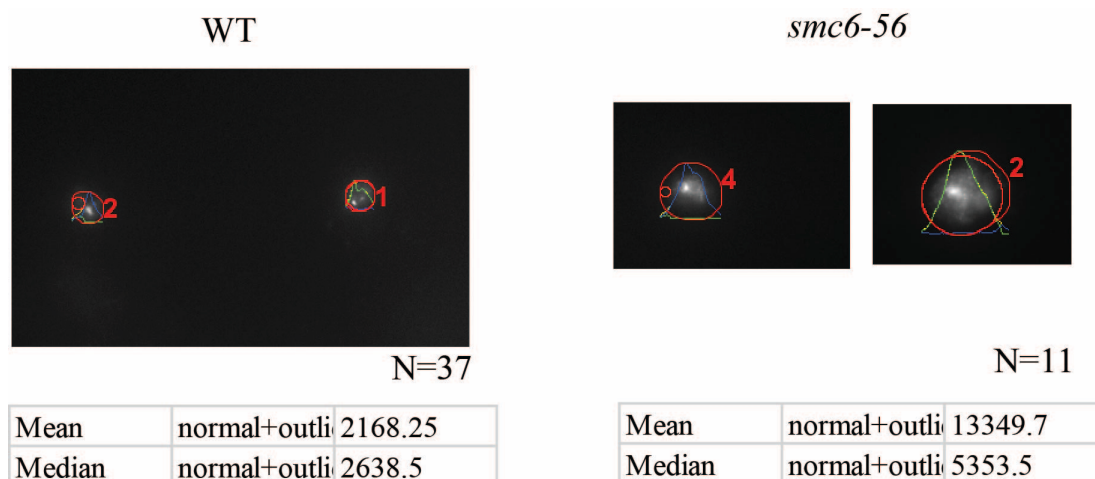 WT
smc6-56
2
1
4
2
N=37
N=11
Mean normal+outli 2168.25
Median normal+outli 2638.5
Mean normal+outli 13349.7
Median normal+outli 5353.5